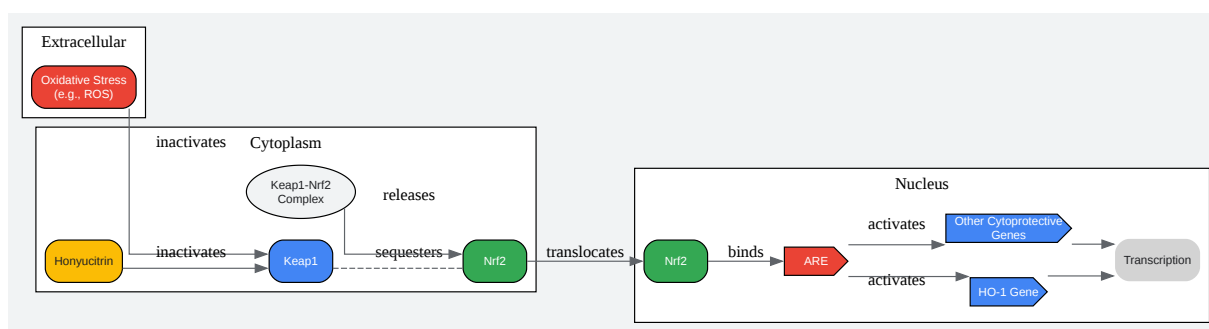 Extracellular
Oxidative Stress
(e.g., ROS)
inactivates
Cytoplasm
Keap1-Nrf2
Complex
releases
Honyucitrin
inactivates
Keap1
sequesters
Nrf2
translocates
Nucleus
Nrf2
binds
ARE
activates
activates
Other Cytoprotective
Genes
HO-1 Gene
Transcription